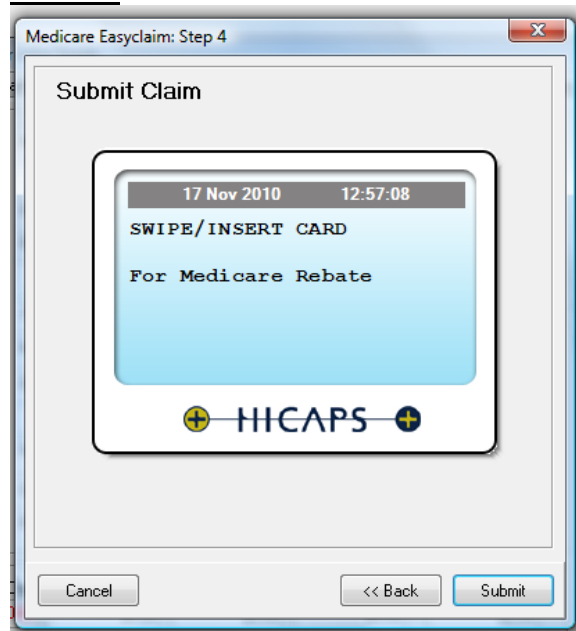 Medicare Easyclaim: Step 4
Submit Claim
17 Nov 2010 12:57:08
SWIPE/INSERT CARD
For Medicare Rebate
HICAPS
Cancel
<< Back
Submit